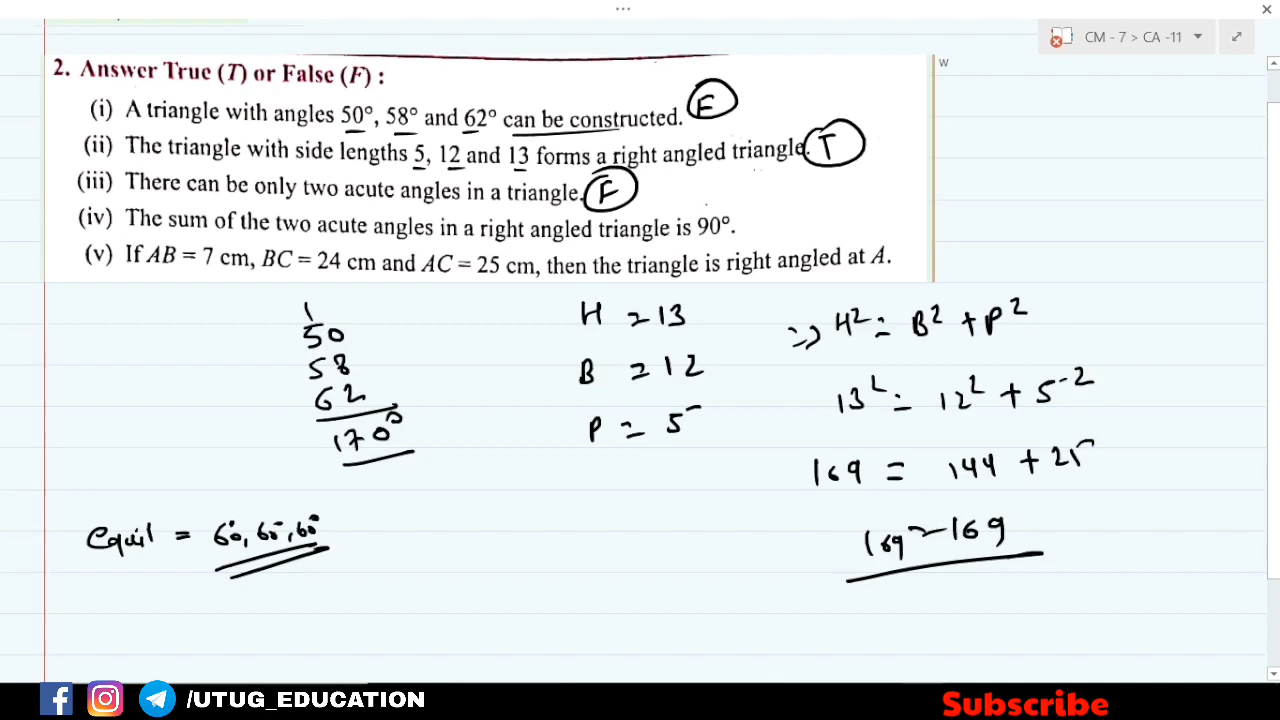 CM - 7 > CA -11
W
2. Answer True (T) or False (F) :
(i) A triangle with angles 50°, 58° and 62° can be constructed. F
(ii) The triangle with side lengths 5, 12 and 13 forms a right angled triangle. T
(iii) There can be only two acute angles in a triangle. F
(iv) The sum of the two acute angles in a right angled triangle is 90°.
(v) If AB = 7 cm, BC = 24 cm and AC = 25 cm, then the triangle is right angled at A.
1
50
58
62
170°
Equil = 60°, 60°, 60°
H = 13
B = 12
P = 5
=> H² = B² + P²
13² = 12² + 5²
169 = 144 + 25
169 = 169
/UTUG_EDUCATION
Subscribe